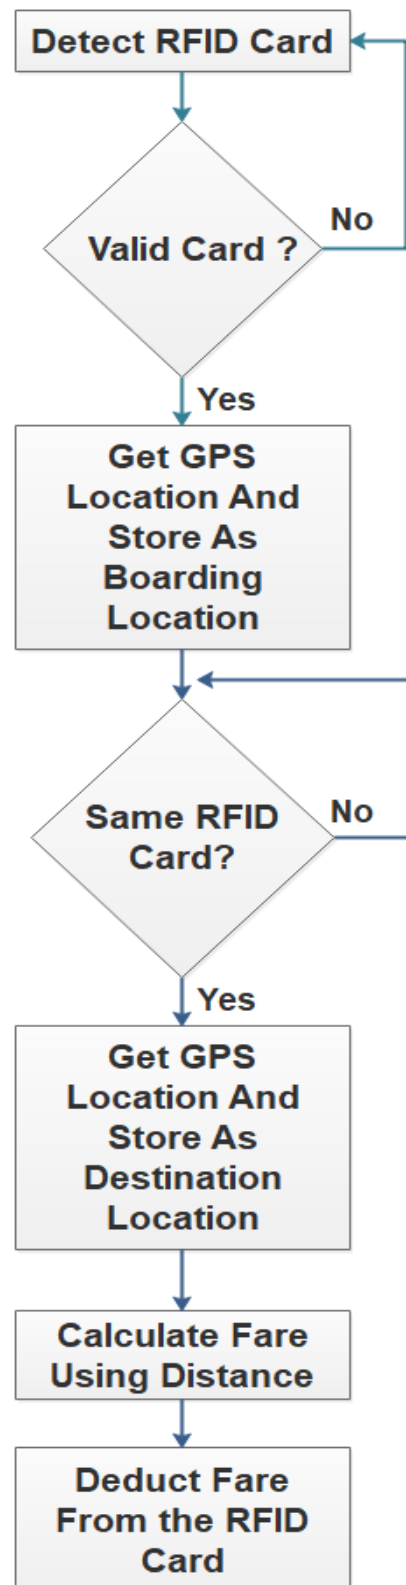 Detect RFID Card
Valid Card ?
No
Yes
Get GPS
Location And
Store As
Boarding
Location
Same RFID
Card?
No
Yes
Get GPS
Location And
Store As
Destination
Location
Calculate Fare
Using Distance
Deduct Fare
From the RFID
Card